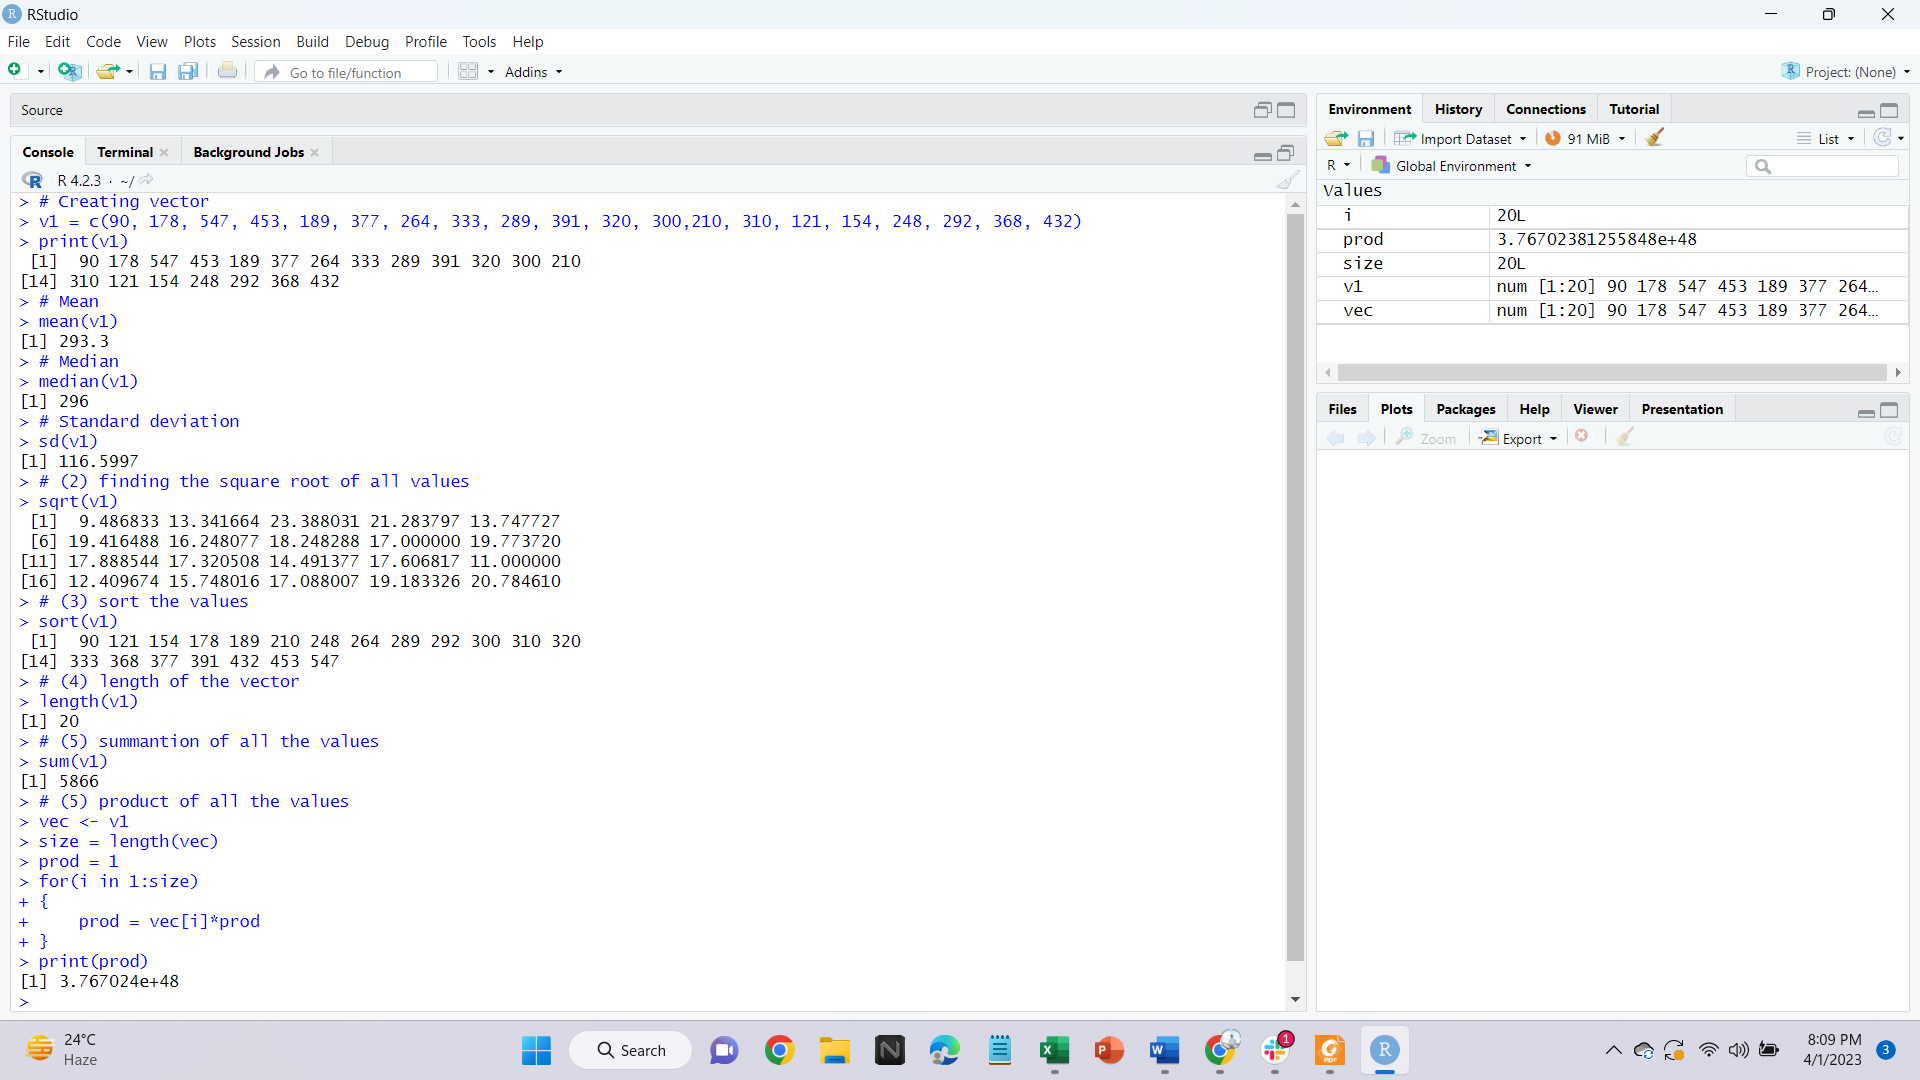 RStudio
File Edit Code View Plots Session Build Debug Profile Tools Help
Go to file/function Addins Project: (None)
Source
Console Terminal Background Jobs
R 4.2.3 · ~/
> # Creating vector
> v1 = c(90, 178, 547, 453, 189, 377, 264, 333, 289, 391, 320, 300,210, 310, 121, 154, 248, 292, 368, 432)
> print(v1)
[1] 90 178 547 453 189 377 264 333 289 391 320 300 210
[14] 310 121 154 248 292 368 432
> # Mean
> mean(v1)
[1] 293.3
> # Median
> median(v1)
[1] 296
> # Standard deviation
> sd(v1)
[1] 116.5997
> # (2) finding the square root of all values
> sqrt(v1)
[1] 9.486833 13.341664 23.388031 21.283797 13.747727
[6] 19.416488 16.248077 18.248288 17.000000 19.773720
[11] 17.888544 17.320508 14.491377 17.606817 11.000000
[16] 12.409674 15.748016 17.088007 19.183326 20.784610
> # (3) sort the values
> sort(v1)
[1] 90 121 154 178 189 210 248 264 289 292 300 310 320
[14] 333 368 377 391 432 453 547
> # (4) length of the vector
> length(v1)
[1] 20
> # (5) summantion of all the values
> sum(v1)
[1] 5866
> # (5) product of all the values
> vec <- v1
> size = length(vec)
> prod = 1
> for(i in 1:size)
+ {
+ prod = vec[i]*prod
+ }
> print(prod)
[1] 3.767024e+48
>
Environment History Connections Tutorial
Import Dataset 91 MiB List
R Global Environment
Values
i 20L
prod 3.76702381255848e+48
size 20L
v1 num [1:20] 90 178 547 453 189 377 264…
vec num [1:20] 90 178 547 453 189 377 264…
Files Plots Packages Help Viewer Presentation
Zoom Export
24°C
Haze
Search
1
8:09 PM
4/1/2023
3